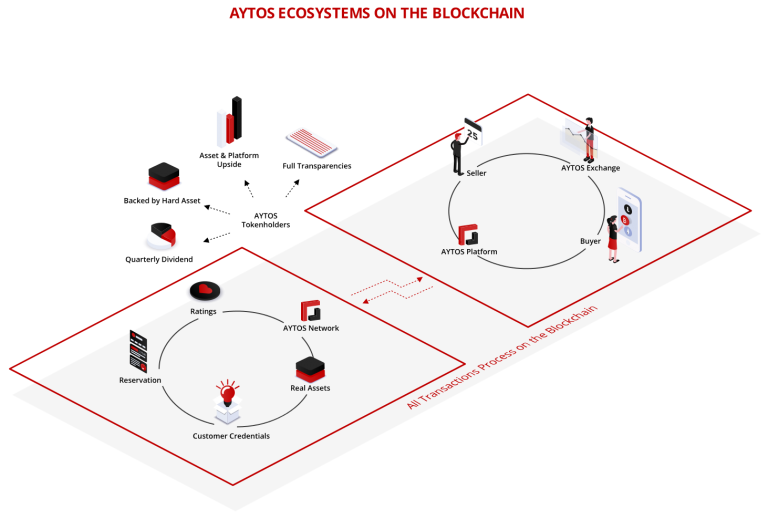 AYTOS ECOSYSTEMS ON THE BLOCKCHAIN
Asset & Platform
Upside
Full Transparencies
Backed by Hard Asset
AYTOS
Tokenholders
Quarterly Dividend
25
Seller
AYTOS Exchange
AYTOS Platform
Buyer
Ratings
AYTOS Network
Reservation
Real Assets
Customer Credentials
All Transactions Process on the Blockchain